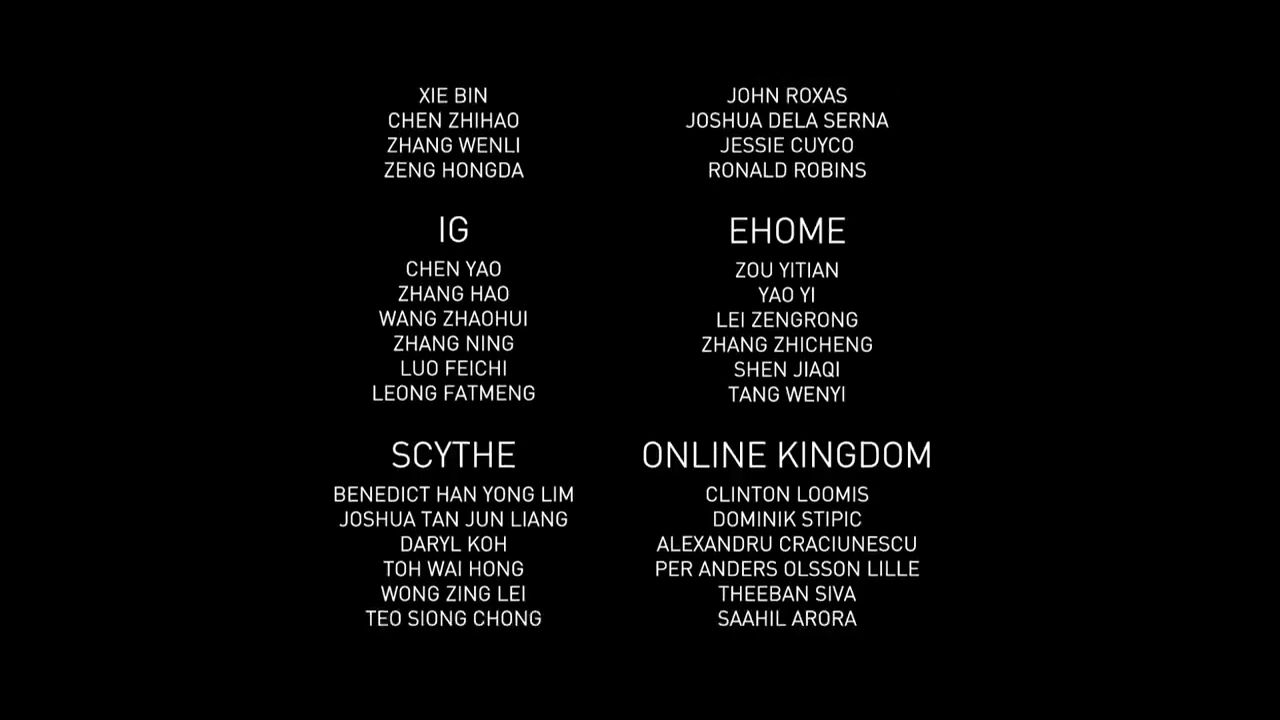 XIE BIN
CHEN ZHIHAO
ZHANG WENLI
ZENG HONGDA
IG
CHEN YAO
ZHANG HAO
WANG ZHAOHUI
ZHANG NING
LUO FEICHI
LEONG FATMENG
SCYTHE
BENEDICT HAN YONG LIM
JOSHUA TAN JUN LIANG
DARYL KOH
TOH WAI HONG
WONG ZING LEI
TEO SIONG CHONG
JOHN ROXAS
JOSHUA DELA SERNA
JESSIE CUYCO
RONALD ROBINS
EHOME
ZOU YITIAN
YAO YI
LEI ZENGRONG
ZHANG ZHICHENG
SHEN JIAQI
TANG WENYI
ONLINE KINGDOM
CLINTON LOOMIS
DOMINIK STIPIC
ALEXANDRU CRACIUNESCU
PER ANDERS OLSSON LILLE
THEEBAN SIVA
SAAHIL ARORA